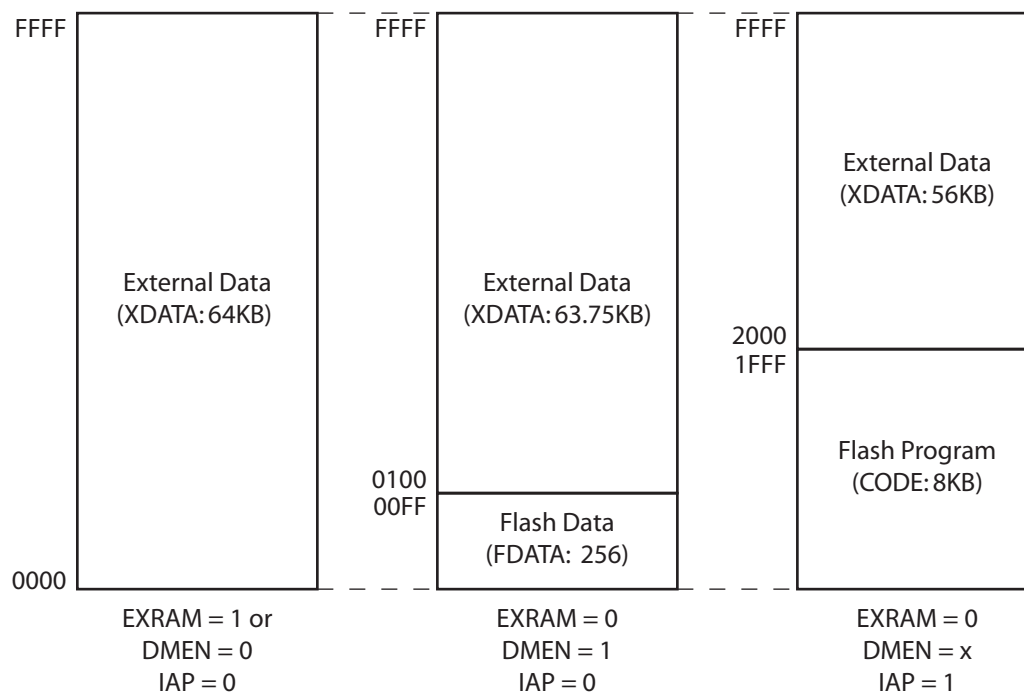 FFFF
External Data
(XDATA: 64KB)
0000
EXRAM = 1 or
DMEN = 0
IAP = 0
FFFF
External Data
(XDATA: 63.75KB)
0100
00FF
Flash Data
(FDATA: 256)
EXRAM = 0
DMEN = 1
IAP = 0
FFFF
External Data
(XDATA: 56KB)
2000
1FFF
Flash Program
(CODE: 8KB)
EXRAM = 0
DMEN = x
IAP = 1